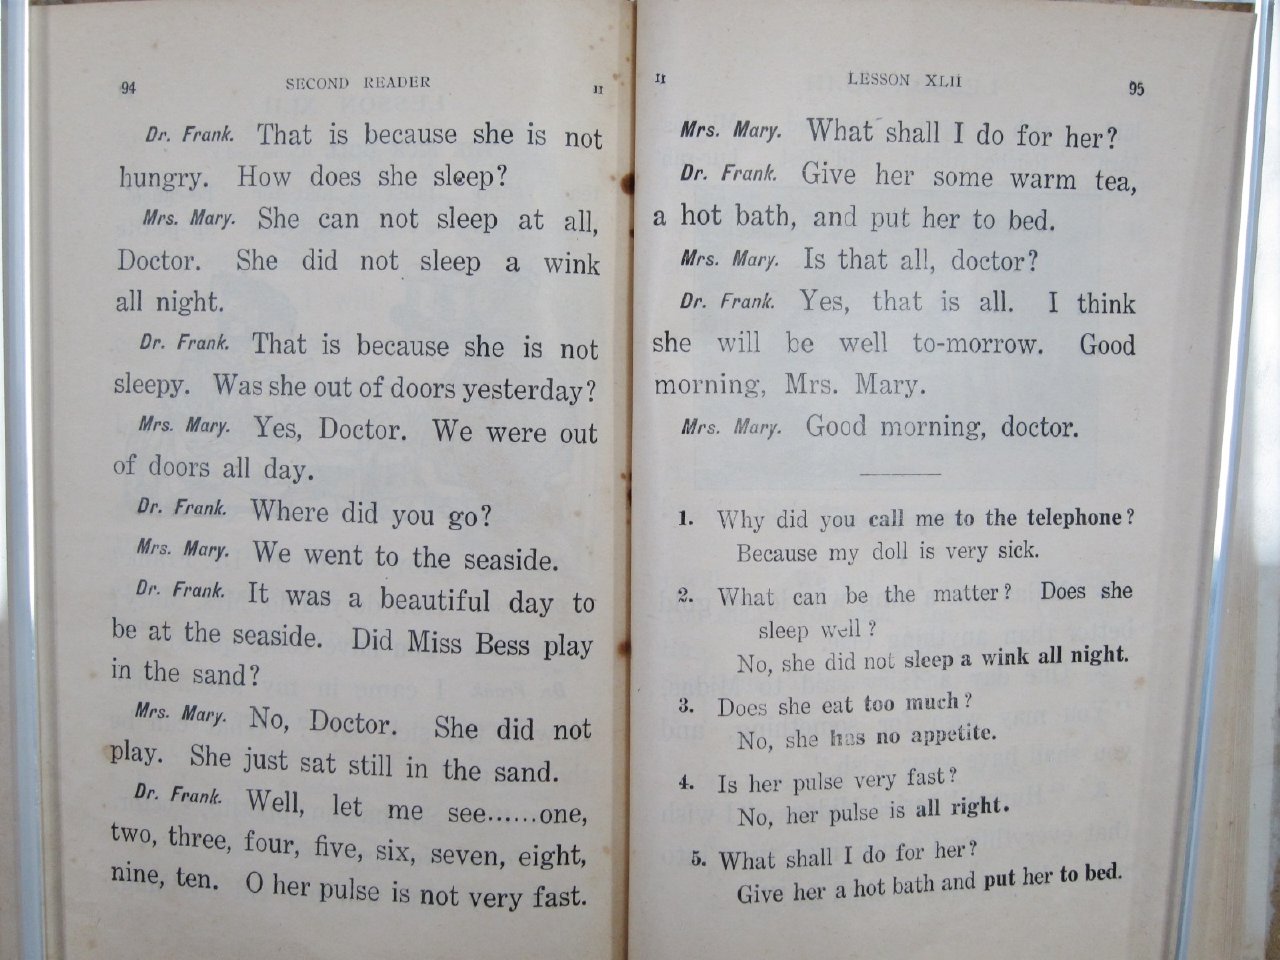 94 SECOND READER II
Dr. Frank. That is because she is not
hungry. How does she sleep?
Mrs. Mary. She can not sleep at all,
Doctor. She did not sleep a wink
all night.
Dr. Frank. That is because she is not
sleepy. Was she out of doors yesterday?
Mrs. Mary. Yes, Doctor. We were out
of doors all day.
Dr. Frank. Where did you go?
Mrs. Mary. We went to the seaside.
Dr. Frank. It was a beautiful day to
be at the seaside. Did Miss Bess play
in the sand?
Mrs. Mary. No, Doctor. She did not
play. She just sat still in the sand.
Dr. Frank. Well, let me see......one,
two, three, four, five, six, seven, eight,
nine, ten. O her pulse is not very fast.
II LESSON XLII 95
Mrs. Mary. What shall I do for her?
Dr. Frank. Give her some warm tea,
a hot bath, and put her to bed.
Mrs. Mary. Is that all, doctor?
Dr. Frank. Yes, that is all. I think
she will be well to-morrow. Good
morning, Mrs. Mary.
Mrs. Mary. Good morning, doctor.
1. Why did you call me to the telephone?
Because my doll is very sick.
2. What can be the matter? Does she
sleep well?
No, she did not sleep a wink all night.
3. Does she eat too much?
No, she has no appetite.
4. Is her pulse very fast?
No, her pulse is all right.
5. What shall I do for her?
Give her a hot bath and put her to bed.